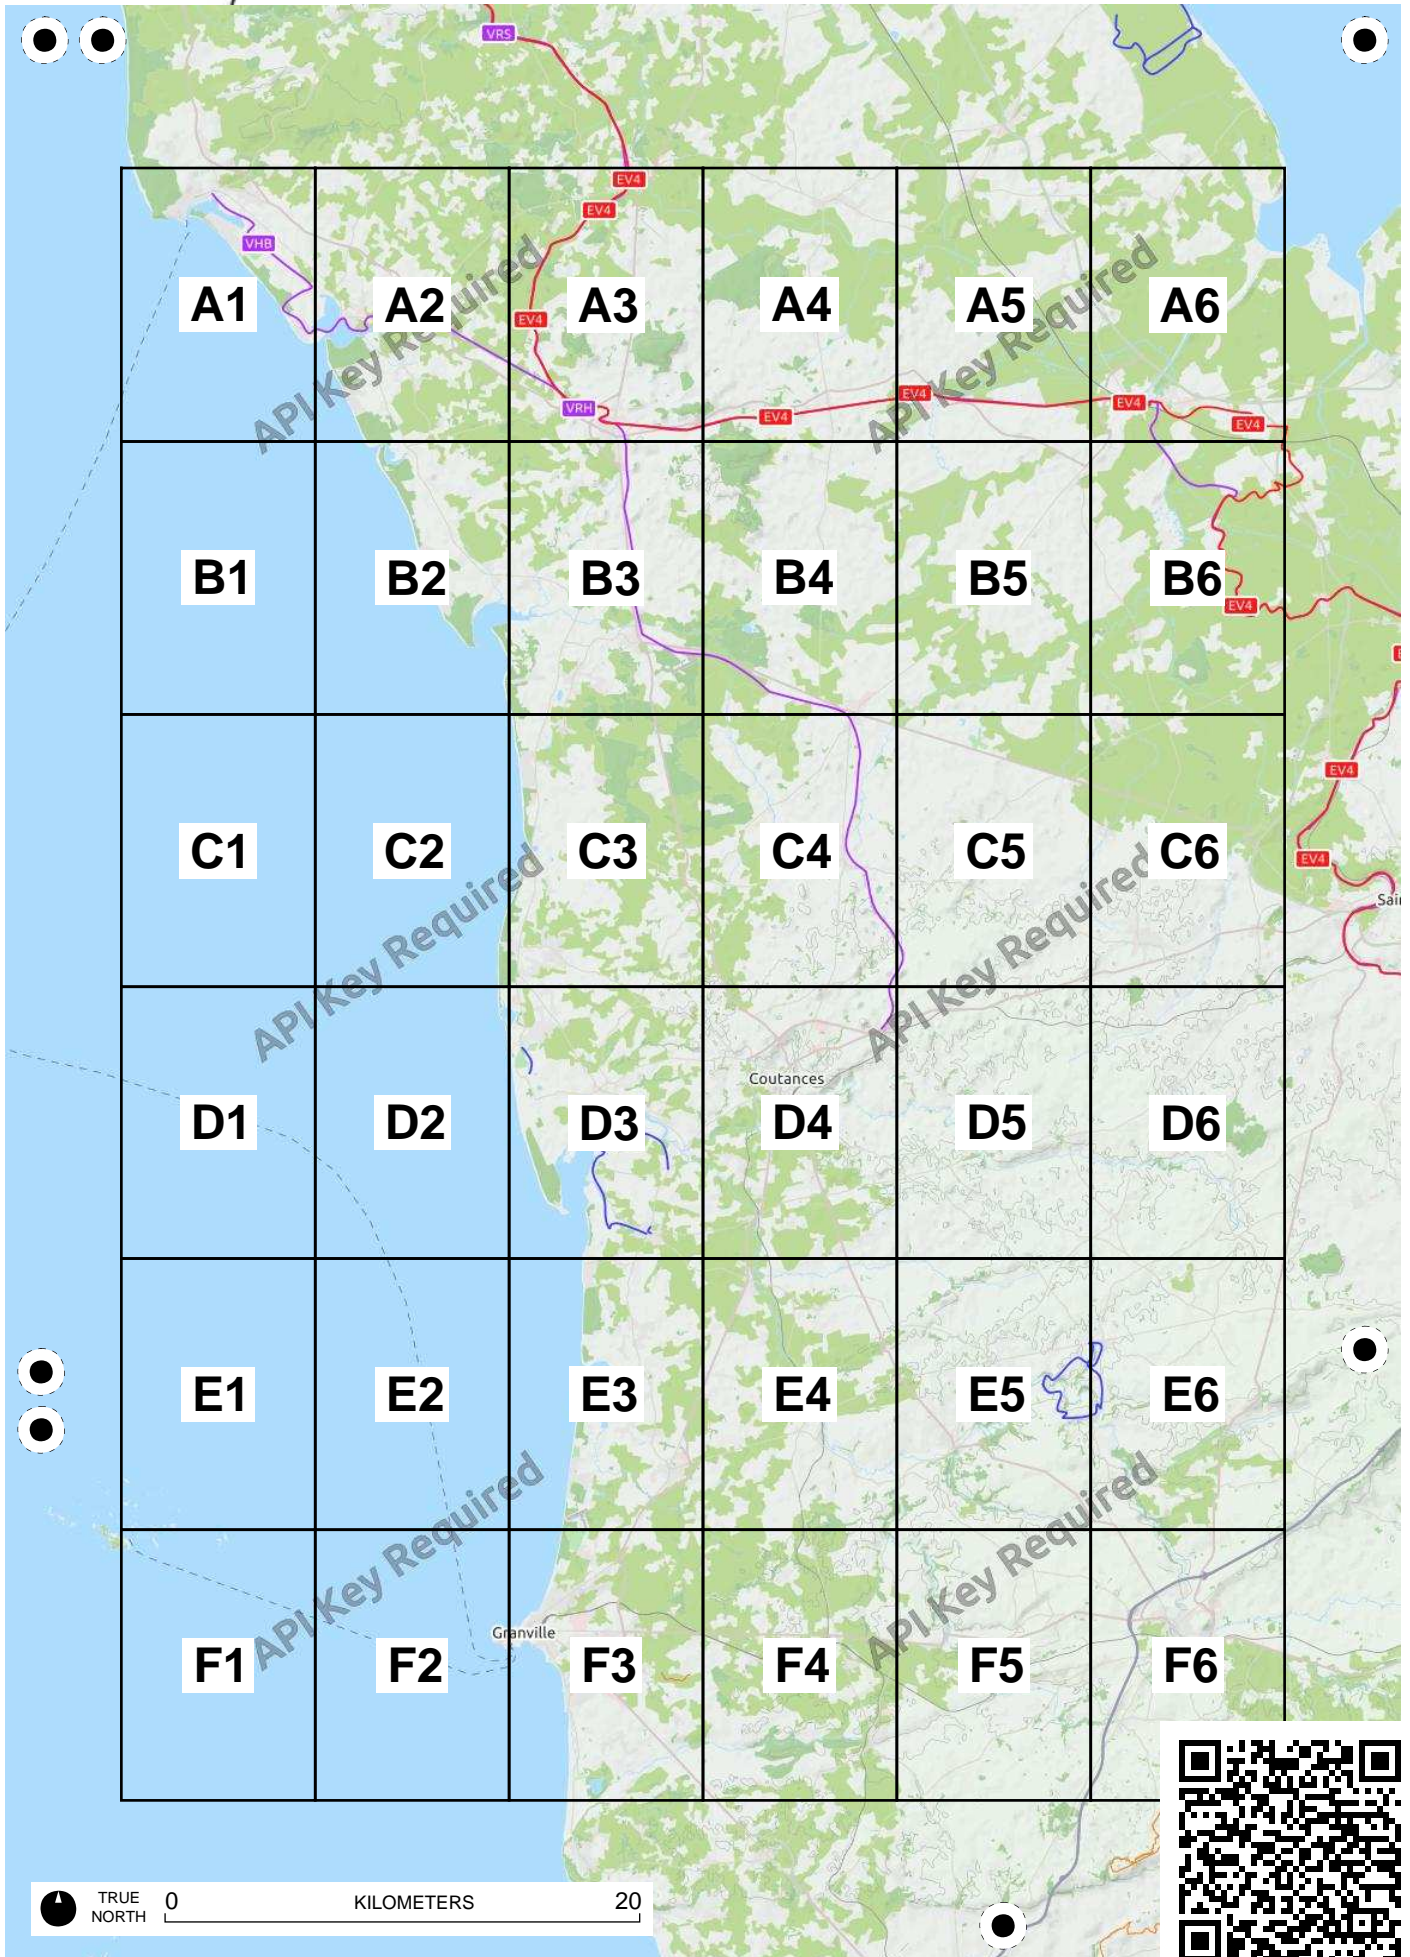 VRS
EV4
EV4
VHB
API Key Required
API Key Required
A1
A2
A3
A4
A5
A6
EV4
EV4
EV4
EV4
VRH
EV4
EV4
B1
B2
B3
B4
B5
B6
EV4
EV4
C1
C2
C3
C4
C5
C6
EV4
API Key Required
API Key Required
Coutances
D1
D2
D3
D4
D5
D6
E1
E2
E3
E4
E5
E6
API Key Required
API Key Required
Granville
F1
F2
F3
F4
F5
F6
TRUE
NORTH
0
KILOMETERS
20